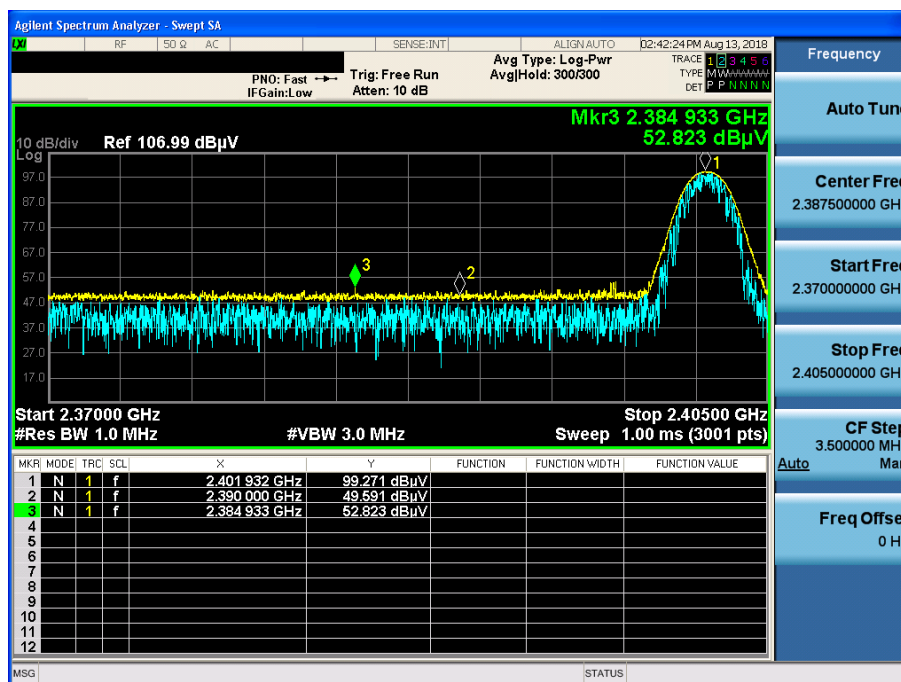 Agilent Spectrum Analyzer - Swept SA
LXI RF 50 Ω AC SENSE:INT ALIGN AUTO 02:42:24 PM Aug 13, 2018
Frequency
PNO: Fast
IFGain:Low
Trig: Free Run
Atten: 10 dB
Avg Type: Log-Pwr
Avg|Hold: 300/300
TRACE 1 2 3 4 5 6
TYPE M W W W W W
DET P P N N N N
Auto Tun
Mkr3 2.384 933 GHz
52.823 dBµV
10 dB/div Ref 106.99 dBµV
Log
97.0
87.0
77.0
67.0
57.0
47.0
37.0
27.0
17.0
1
2
3
Start 2.37000 GHz
Stop 2.40500 GHz
#Res BW 1.0 MHz #VBW 3.0 MHz Sweep 1.00 ms (3001 pts)
Center Fre
2.387500000 GH
Start Fre
2.370000000 GH
Stop Fre
2.405000000 GH
CF Ste
3.500000 MH
Auto Ma
Freq Offse
0 H
MKR MODE TRC SCL X Y FUNCTION FUNCTION WIDTH FUNCTION VALUE
1 N 1 f 2.401 932 GHz 99.271 dBµV
2 N 1 f 2.390 000 GHz 49.591 dBµV
3 N 1 f 2.384 933 GHz 52.823 dBµV
4
5
6
7
8
9
10
11
12
MSG STATUS